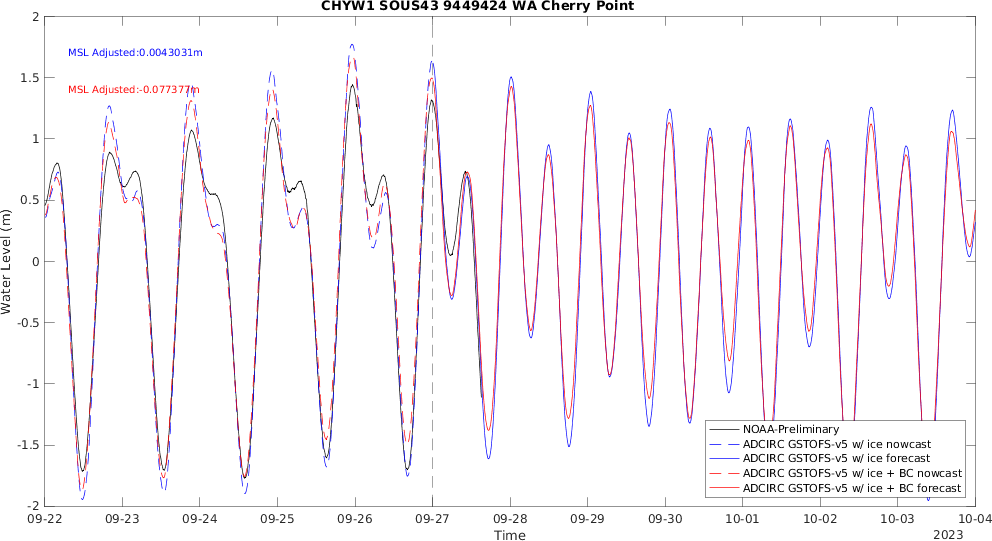 CHYW1 SOUS43 9449424 WA Cherry Point
2
1.5
1
0.5
0
-0.5
-1
-1.5
-2
Water Level (m)
MSL Adjusted:0.0043031m
MSL Adjusted:-0.077377m
NOAA-Preliminary
ADCIRC GSTOFS-v5 w/ ice nowcast
ADCIRC GSTOFS-v5 w/ ice forecast
ADCIRC GSTOFS-v5 w/ ice + BC nowcast
ADCIRC GSTOFS-v5 w/ ice + BC forecast
09-22 09-23 09-24 09-25 09-26 09-27 09-28 09-29 09-30 10-01 10-02 10-03 10-04
Time
2023